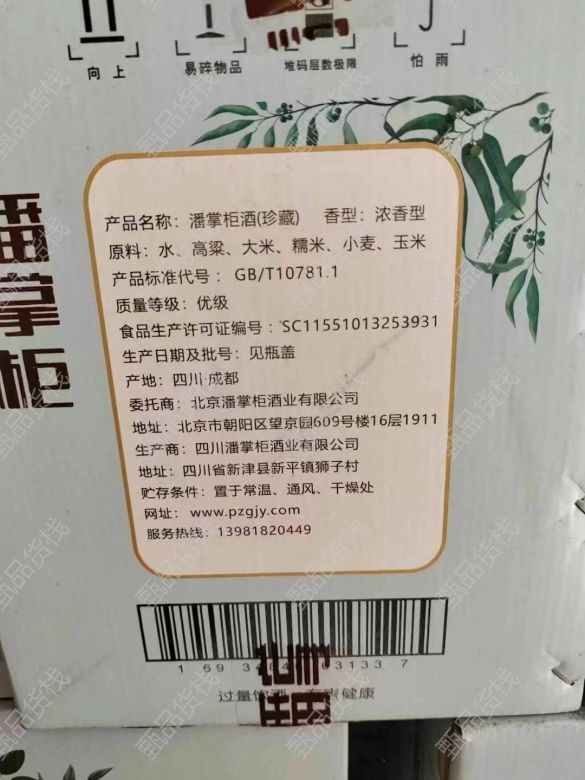 向上
易碎物品
堆码层数极限
怕雨
潘掌柜
产品名称：潘掌柜酒(珍藏) 香型：浓香型
原料：水、高粱、大米、糯米、小麦、玉米
产品标准代号：GB/T10781.1
质量等级：优级
食品生产许可证编号：SC11551013253931
生产日期及批号：见瓶盖
产地：四川·成都
委托商：北京潘掌柜酒业有限公司
地址：北京市朝阳区望京园609号楼16层1911
生产商：四川潘掌柜酒业有限公司
地址：四川省新津县新平镇狮子村
贮存条件：置于常温、通风、干燥处
网址：www.pzgjy.com
服务热线：13981820449
过量饮酒 有害健康
甄品货栈